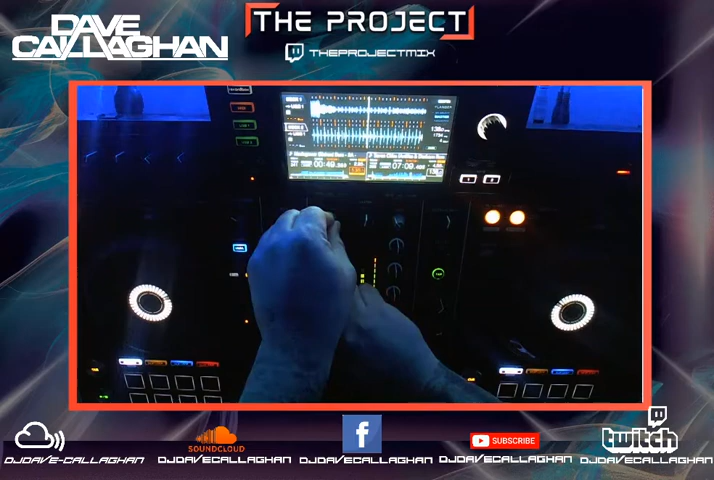 DAVE
CALLAGHAN
THE PROJECT
THEPROJECTMIX
SOUNDCLOUD
SUBSCRIBE
twitch
DJDAVE-CALLAGHAN
DJDAVECALLAGHAN
DJDAVECALLAGHAN
DJDAVECALLAGHAN
DJDAVECALLAGHAN